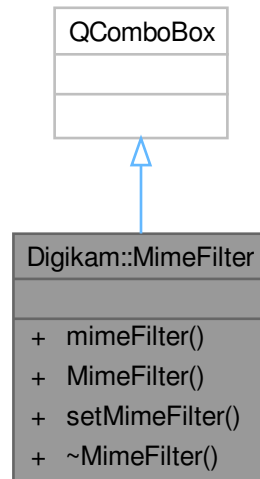 QComboBox
Digikam::MimeFilter
+ mimeFilter()
+ MimeFilter()
+ setMimeFilter()
+ ~MimeFilter()